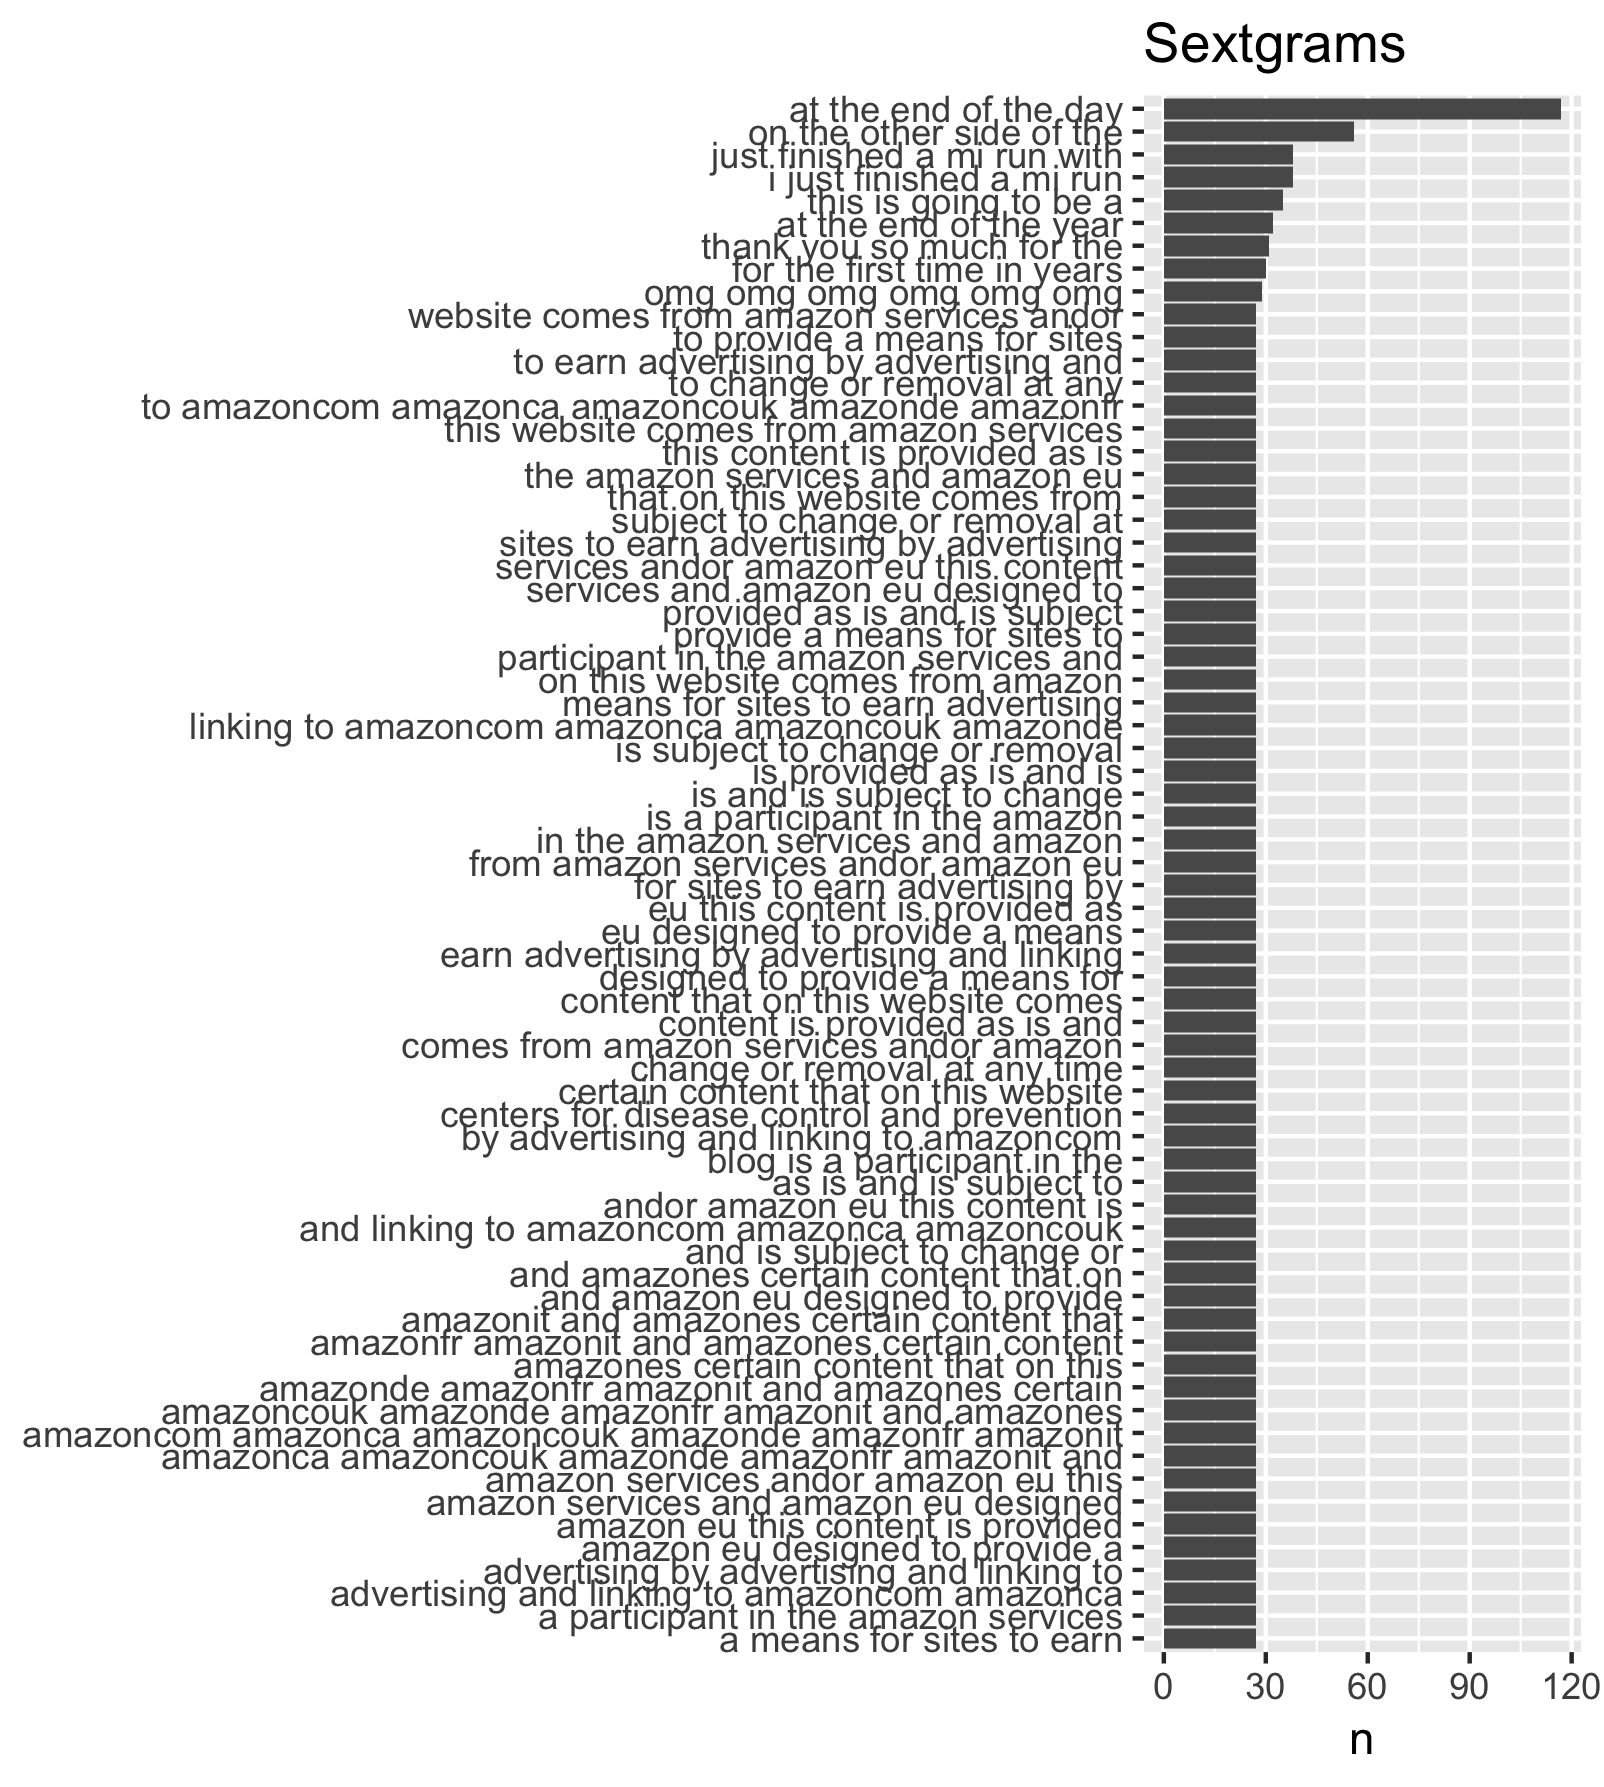 Sextgrams
at the end of the day
on the other side of the
just finished a mi run with
i just finished a mi run
this is going to be a
at the end of the year
thank you so much for the
for the first time in years
omg omg omg omg omg omg
website comes from amazon services andor
to provide a means for sites
to earn advertising by advertising and
to change or removal at any
to amazoncom amazonca amazoncouk amazonde amazonfr
this website comes from amazon services
this content is provided as is
the amazon services and amazon eu
that on this website comes from
subject to change or removal at
sites to earn advertising by advertising
services andor amazon eu this content
services and amazon eu designed to
provided as is and is subject
provide a means for sites to
participant in the amazon services and
on this website comes from amazon
means for sites to earn advertising
linking to amazoncom amazonca amazoncouk amazonde
is subject to change or removal
is provided as is and is
is and is subject to change
is a participant in the amazon
in the amazon services and amazon
from amazon services andor amazon eu
for sites to earn advertising by
eu this content is provided as
eu designed to provide a means
earn advertising by advertising and linking
designed to provide a means for
content that on this website comes
content is provided as is and
comes from amazon services andor amazon
change or removal at any time
certain content that on this website
centers for disease control and prevention
by advertising and linking to amazoncom
blog is a participant in the
as is and is subject to
andor amazon eu this content is
and linking to amazoncom amazonca amazoncouk
and is subject to change or
and amazones certain content that on
and amazon eu designed to provide
amazonit and amazones certain content that
amazonfr amazonit and amazones certain content
amazones certain content that on this
amazonde amazonfr amazonit and amazones certain
amazoncouk amazonde amazonfr amazonit and amazones
amazoncom amazonca amazoncouk amazonde amazonfr amazonit
amazonca amazoncouk amazonde amazonfr amazonit and
amazon services andor amazon eu this
amazon services and amazon eu designed
amazon eu this content is provided
amazon eu designed to provide a
advertising by advertising and linking to
advertising and linking to amazoncom amazonca
a participant in the amazon services
a means for sites to earn
0 30 60 90 120
n